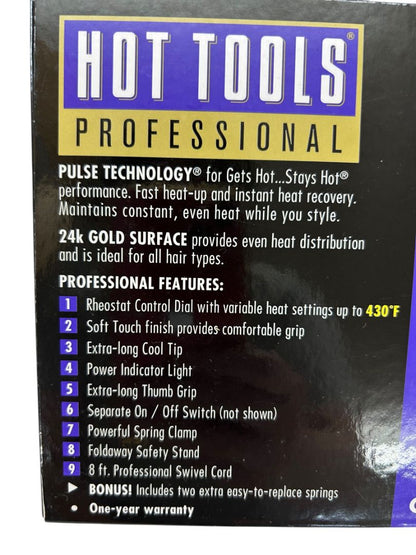 HOT TOOLS®
PROFESSIONAL
PULSE TECHNOLOGY® for Gets Hot...Stays Hot®
performance. Fast heat-up and instant heat recovery.
Maintains constant, even heat while you style.
24k GOLD SURFACE provides even heat distribution
and is ideal for all hair types.
PROFESSIONAL FEATURES:
1 Rheostat Control Dial with variable heat settings up to 430°F
2 Soft Touch finish provides comfortable grip
3 Extra-long Cool Tip
4 Power Indicator Light
5 Extra-long Thumb Grip
6 Separate On / Off Switch (not shown)
7 Powerful Spring Clamp
8 Foldaway Safety Stand
9 8 ft. Professional Swivel Cord
▶ BONUS! Includes two extra easy-to-replace springs
• One-year warranty